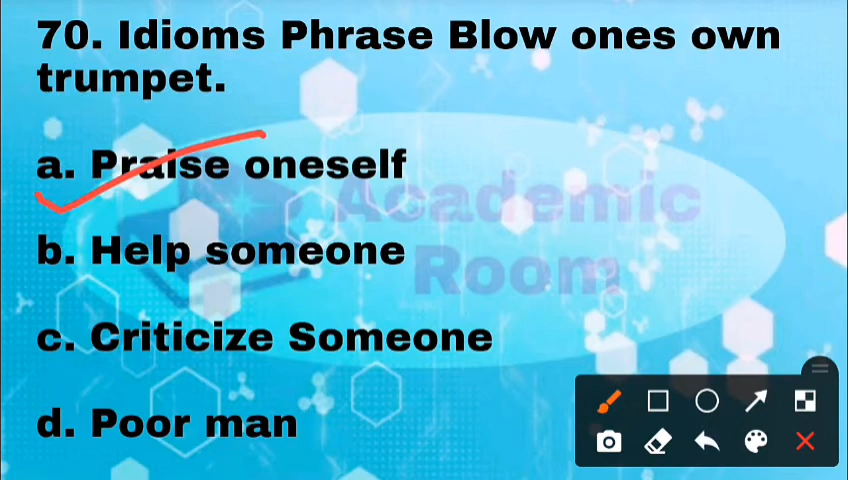 70. Idioms Phrase Blow ones own
trumpet.
a. Praise oneself
Academic
b. Help someone
Room
c. Criticize Someone
d. Poor man